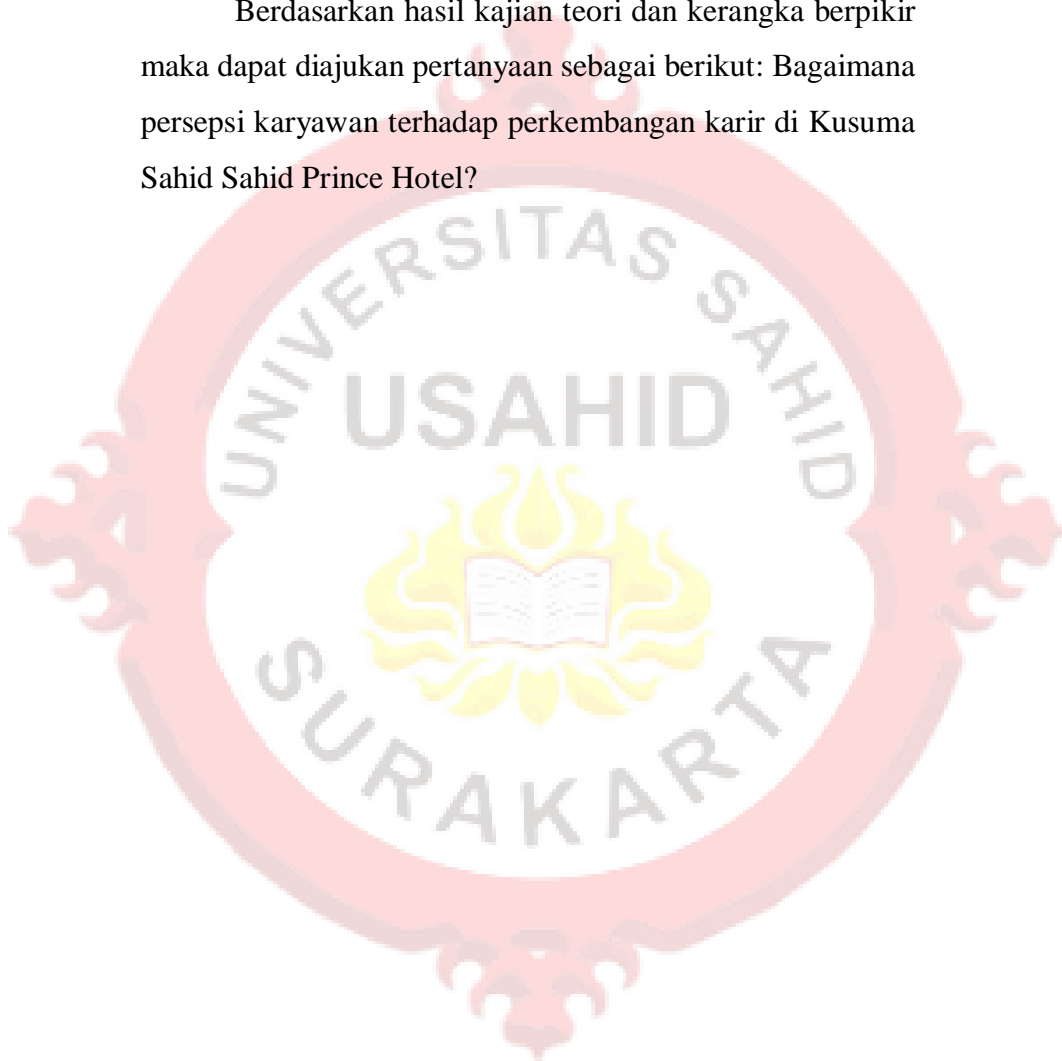 Berdasarkan hasil kajian teori dan kerangka berpikir
maka dapat diajukan pertanyaan sebagai berikut: Bagaimana
persepsi karyawan terhadap perkembangan karir di Kusuma
Sahid Sahid Prince Hotel?
UNIVERSITAS SAHID
USAHID
SURAKARTA